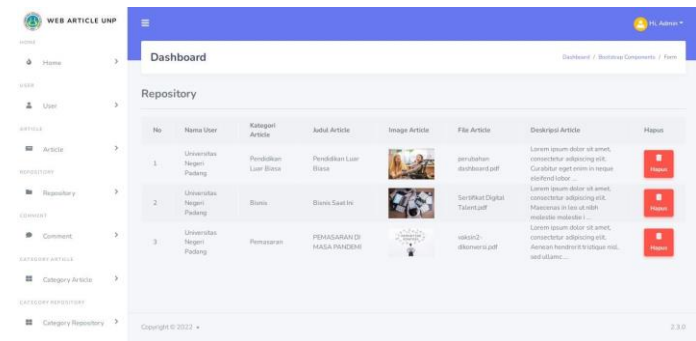 WEB ARTICLE UNP
Hi, Admin
HOME
Home
USER
User
ARTICLE
Article
REPOSITORY
Repository
COMMENT
Comment
CATEGORY ARTICLE
Category Article
CATEGORY REPOSITORY
Category Repository
Dashboard
Dashboard / Bootstrap Components / Form
Repository
No Nama User Kategori Article Judul Article Image Article File Article Deskripsi Article Hapus
1 Universitas Negeri Padang Pendidikan Luar Biasa Pendidikan Luar Biasa perubahan dashboard.pdf Lorem ipsum dolor sit amet, consectetur adipiscing elit. Curabitur eget enim in neque eleifend lobor ... Hapus
2 Universitas Negeri Padang Bisnis Bisnis Saat Ini Sertifikat Digital Talent.pdf Lorem ipsum dolor sit amet, consectetur adipiscing elit. Maecenas in leo ut nibh molestie molestie i ... Hapus
3 Universitas Negeri Padang Pemasaran PEMASARAN DI MASA PANDEMI vaksin2-dikonversi.pdf Lorem ipsum dolor sit amet, consectetur adipiscing elit. Aenean hendrerit tristique nisl, sed ullamc ... Hapus
Copyright © 2022
2.3.0